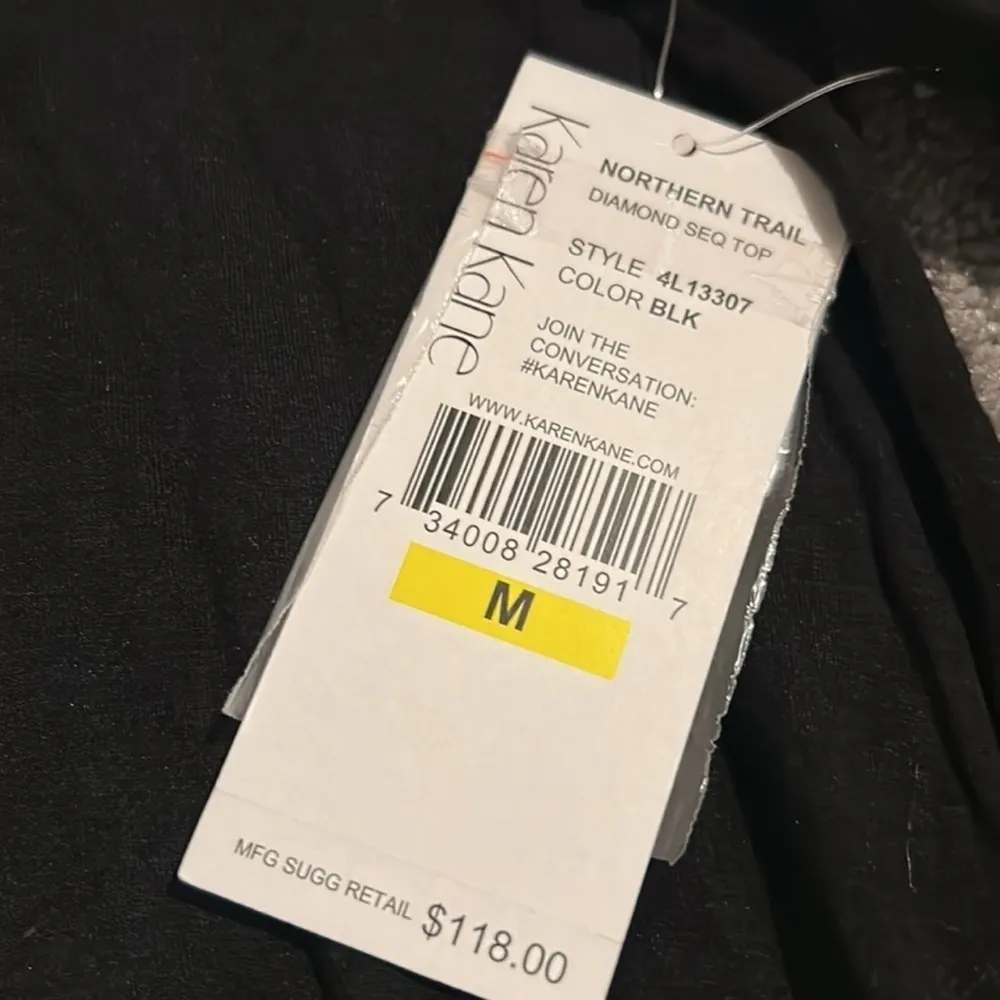 Karen Kane
NORTHERN TRAIL
DIAMOND SEQ TOP
STYLE 4L13307
COLOR BLK
JOIN THE
CONVERSATION:
#KARENKANE
WWW.KARENKANE.COM
7 34008 28191 7
M
MFG SUGG RETAIL $118.00